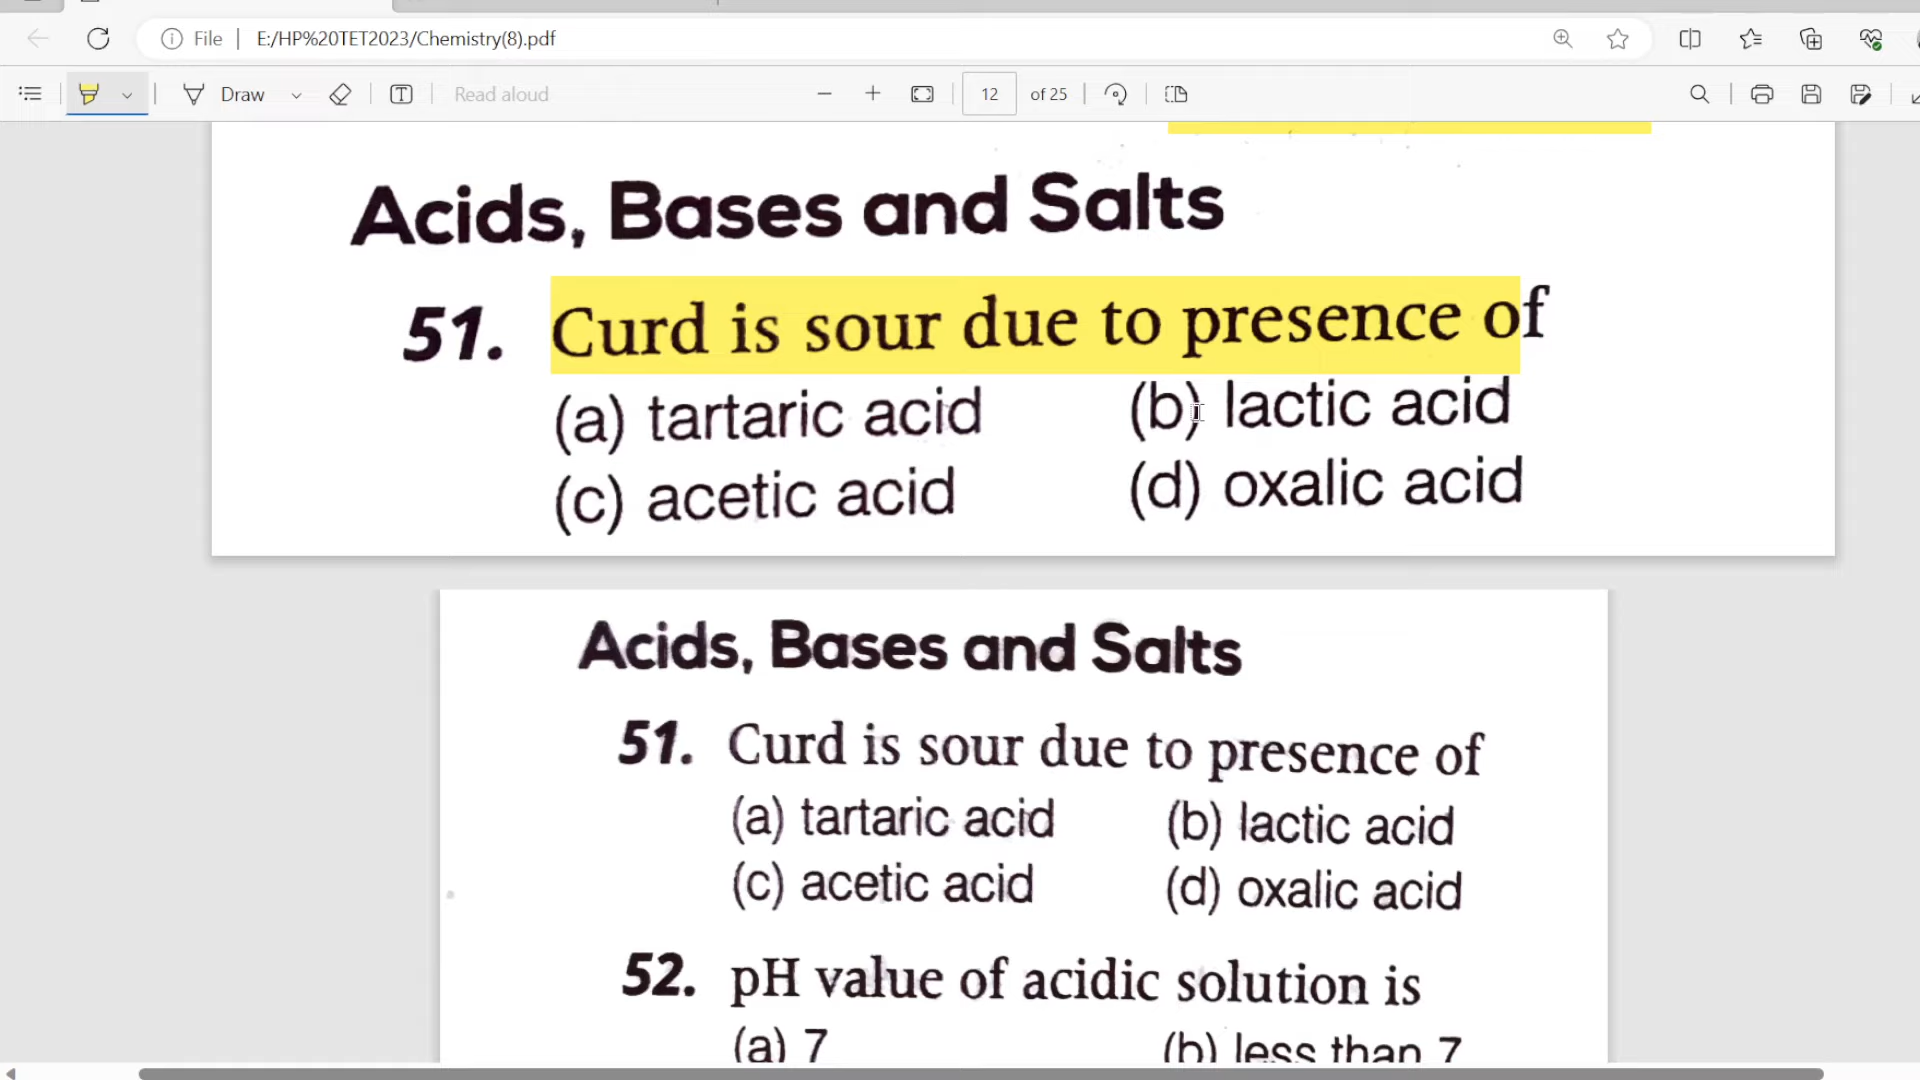 File
E:/HP%20TET2023/Chemistry(8).pdf
Draw
Read aloud
12 of 25
Acids, Bases and Salts
51. Curd is sour due to presence of
(a) tartaric acid (b) lactic acid
(c) acetic acid (d) oxalic acid
Acids, Bases and Salts
51. Curd is sour due to presence of
(a) tartaric acid (b) lactic acid
(c) acetic acid (d) oxalic acid
52. pH value of acidic solution is
(a) 7 (b) less than 7